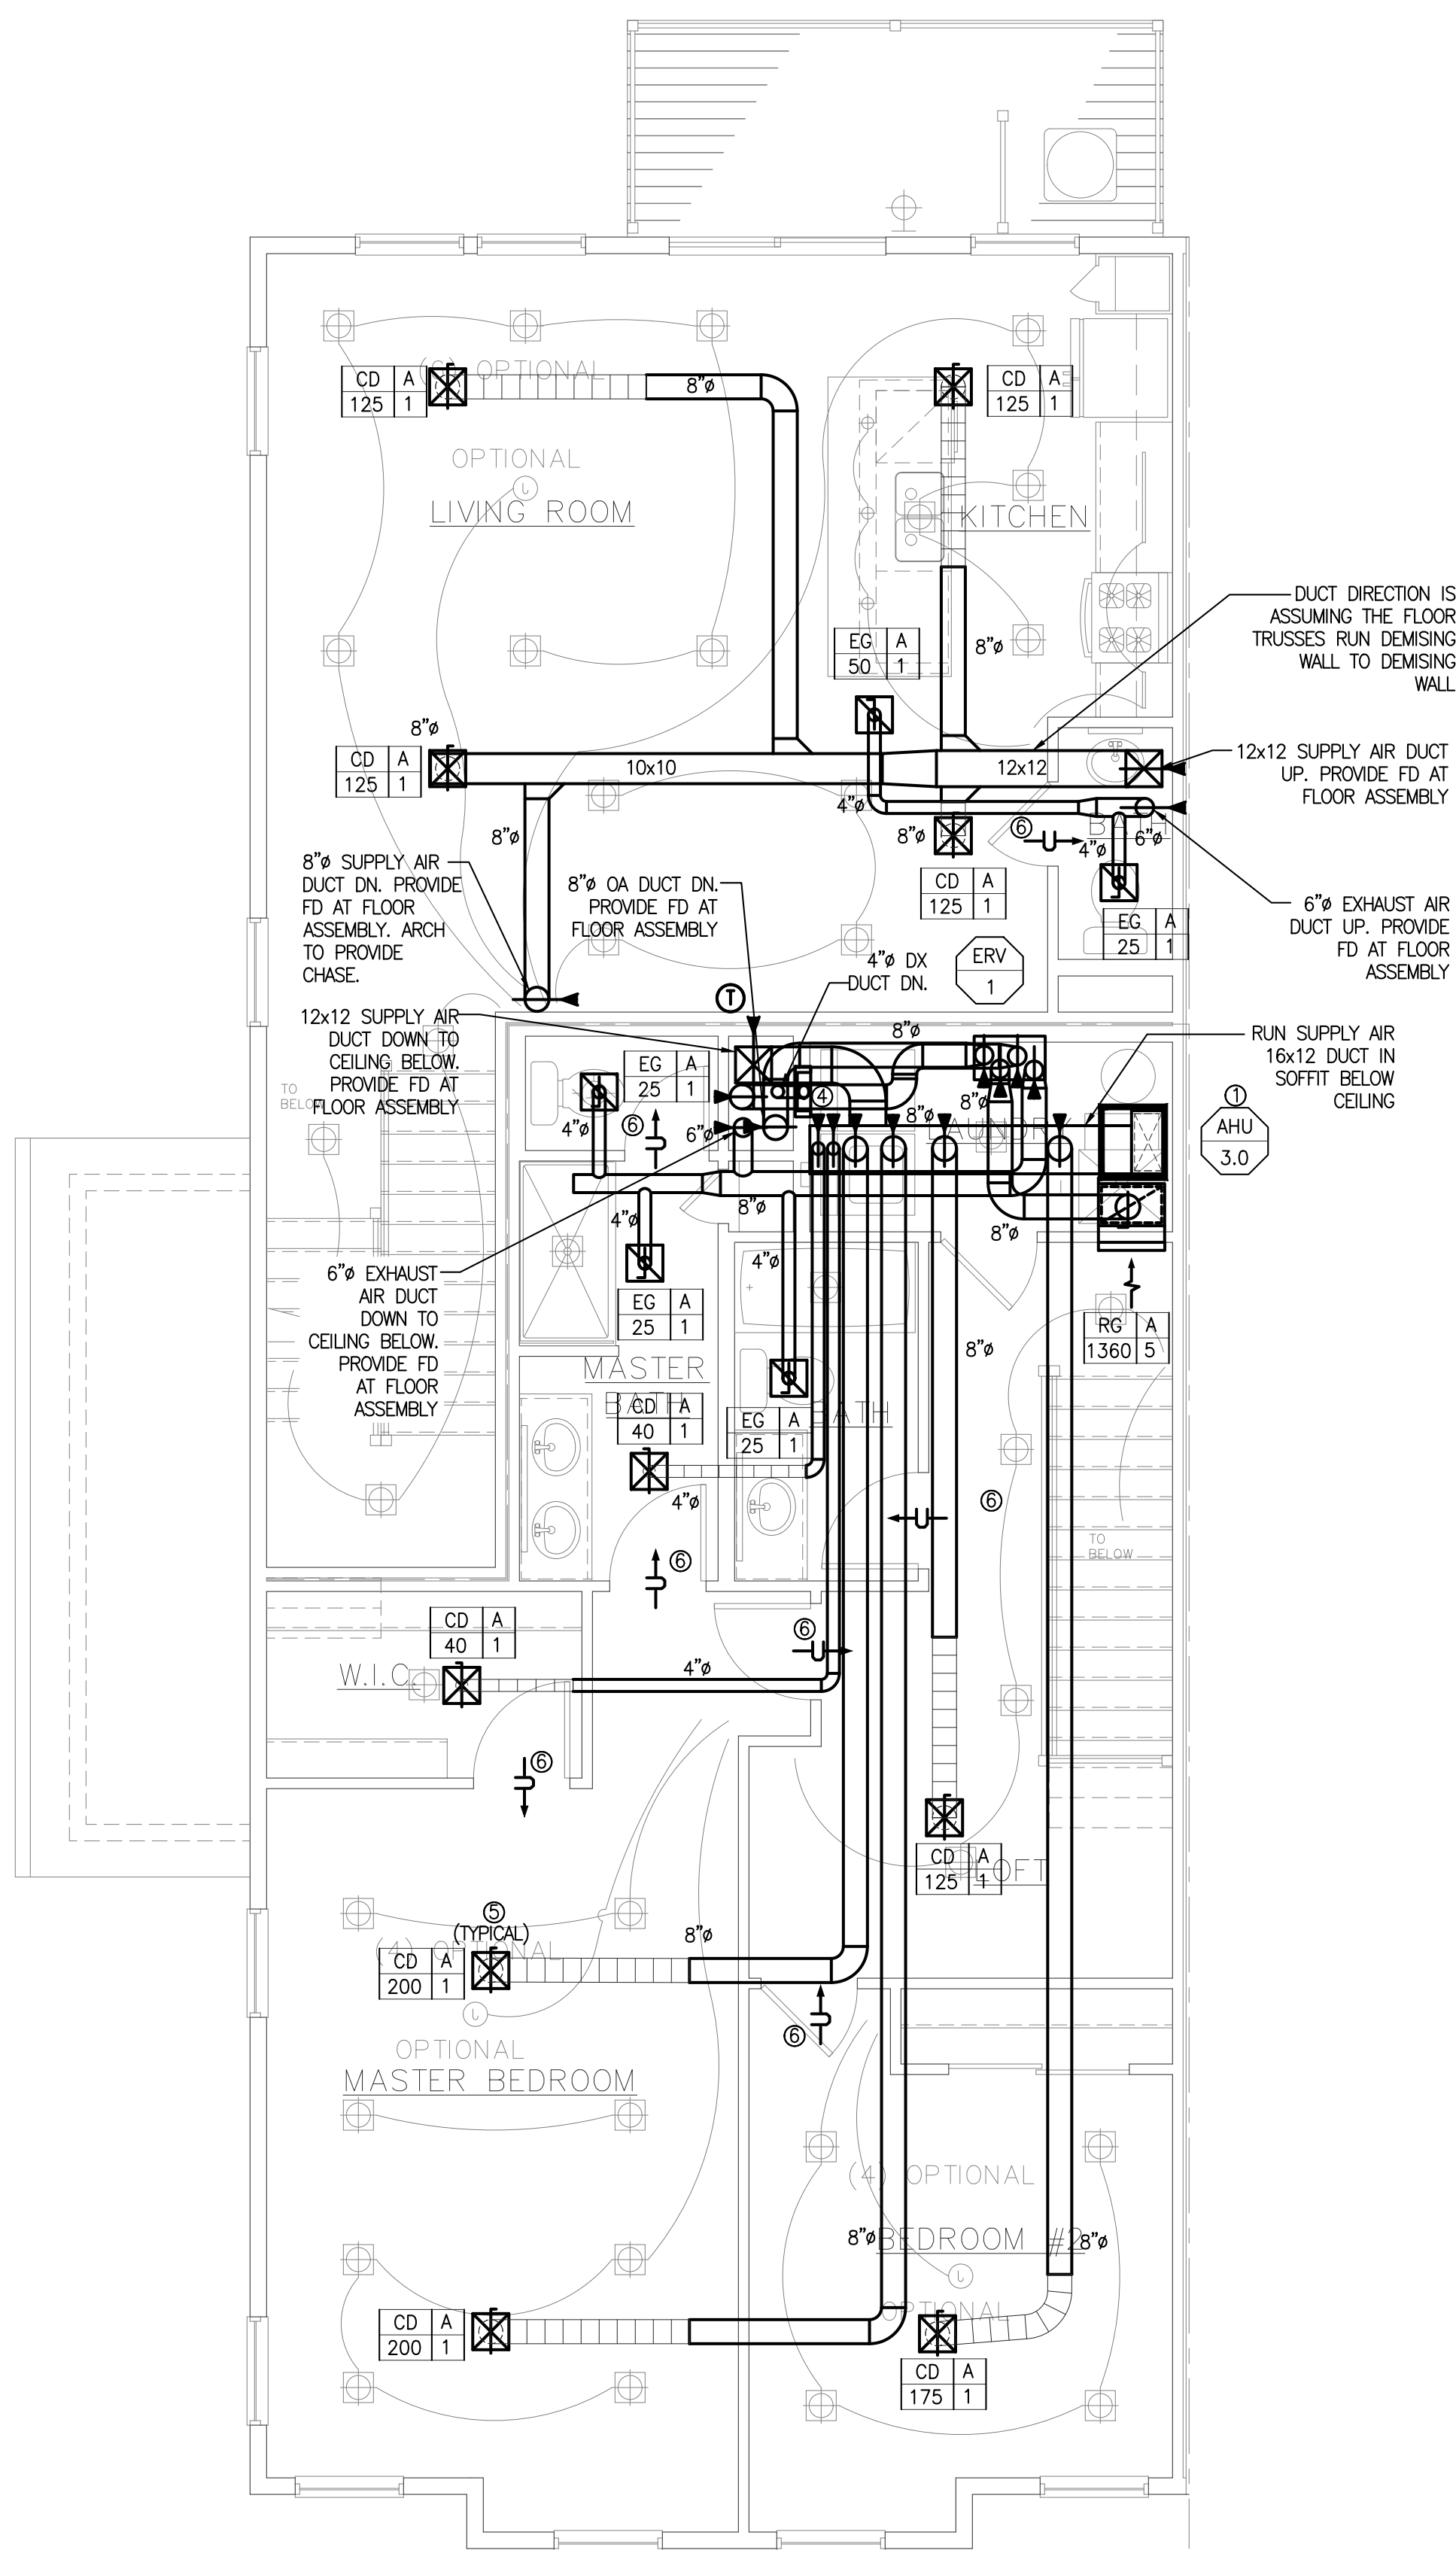 (6) OPTIONAL
CD A
125 1
8"ø
CD A
125 1
OPTIONAL
LIVING ROOM
KITCHEN
DUCT DIRECTION IS
ASSUMING THE FLOOR
TRUSSES RUN DEMISING
WALL TO DEMISING
WALL
EG A
50 1
8"ø
8"ø
CD A
125 1
10x10
12x12
12x12 SUPPLY AIR DUCT
UP. PROVIDE FD AT
FLOOR ASSEMBLY
4"ø
8"ø
8"ø
6
BATH
4"ø
6"ø
8"ø SUPPLY AIR
DUCT DN. PROVIDE
FD AT FLOOR
ASSEMBLY. ARCH
TO PROVIDE
CHASE.
8"ø OA DUCT DN.
PROVIDE FD AT
FLOOR ASSEMBLY
CD A
125 1
EG A
25 1
6"ø EXHAUST AIR
DUCT UP. PROVIDE
FD AT FLOOR
ASSEMBLY
4"ø DX
DUCT DN.
ERV
1
T
12x12 SUPPLY AIR
DUCT DOWN TO
CEILING BELOW.
PROVIDE FD AT
FLOOR ASSEMBLY
TO
BELOW
8"ø
RUN SUPPLY AIR
16x12 DUCT IN
SOFFIT BELOW
CEILING
EG A
25 1
4
8"ø
8"ø
1
AHU
3.0
4"ø
6
6"ø
LAUNDRY
8"ø
4"ø
8"ø
4"ø
6"ø EXHAUST
AIR DUCT
DOWN TO
CEILING BELOW.
PROVIDE FD
AT FLOOR
ASSEMBLY
EG A
25 1
RG A
1360 5
8"ø
MASTER
BATH
CD A
40 1
EG A
25 1
BATH
4"ø
6
TO
BELOW
6
CD A
40 1
6
W.I.C.
4"ø
6
CD A
125 1
LOFT
5
(TYPICAL)
(4) OPTIONAL
8"ø
CD A
200 1
6
OPTIONAL
MASTER BEDROOM
(4) OPTIONAL
8"ø
BEDROOM #2
8"ø
OPTIONAL
CD A
200 1
CD A
175 1